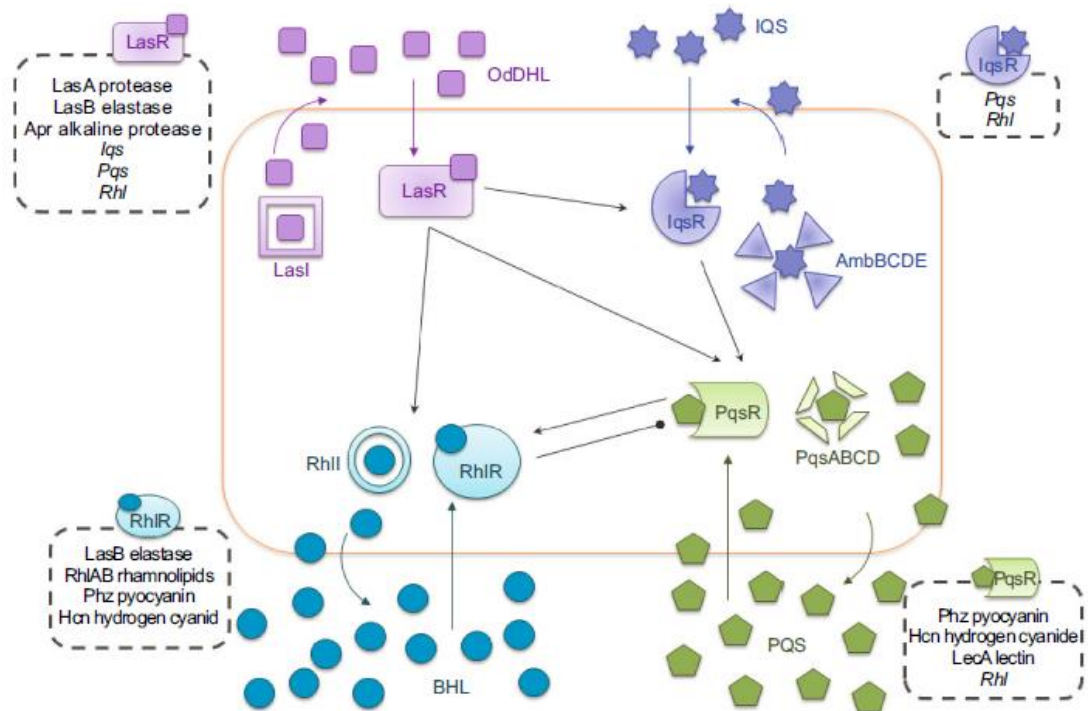 LasR
LasA protease
LasB elastase
Apr alkaline protease
Iqs
Pqs
Rhl
OdDHL
IQS
IqsR
Pqs
Rhl
LasR
LasI
IqsR
AmbBCDE
RhlI
RhlR
PqsR
PqsABCD
RhlR
LasB elastase
RhlAB rhamnolipids
Phz pyocyanin
Hcn hydrogen cyanid
BHL
PQS
PqsR
Phz pyocyanin
Hcn hydrogen cyanide
LecA lectin
Rhl